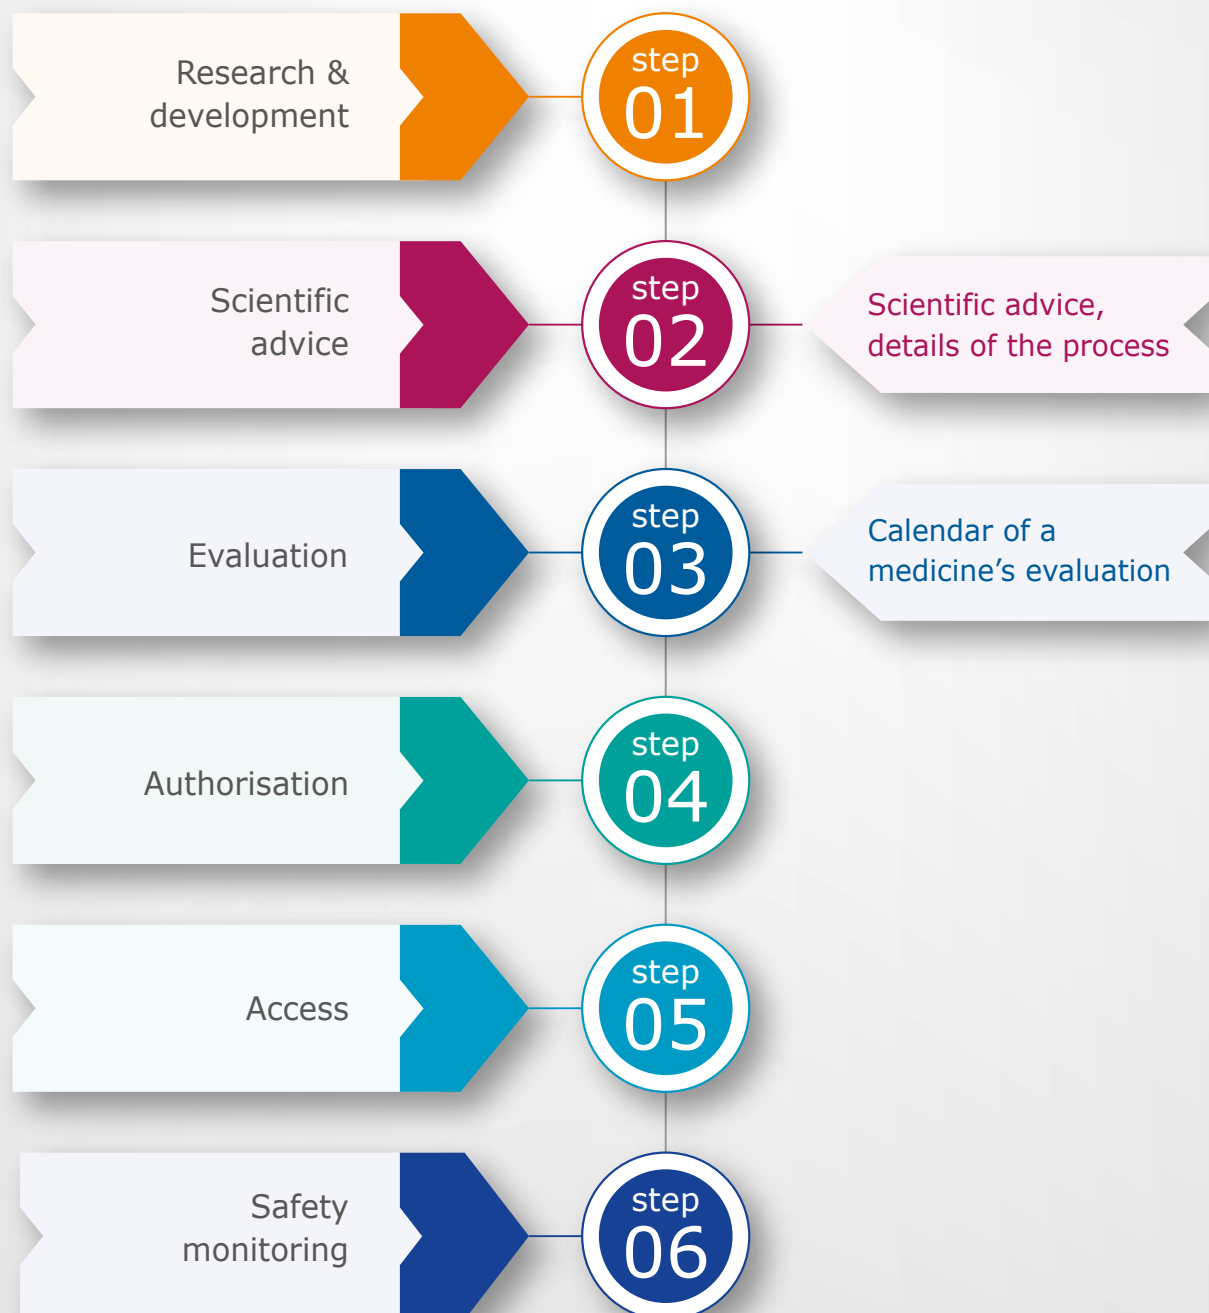 Research &
development
step
01
Scientific
advice
step
02
Scientific advice,
details of the process
Evaluation
step
03
Calendar of a
medicine’s evaluation
Authorisation
step
04
Access
step
05
Safety
monitoring
step
06